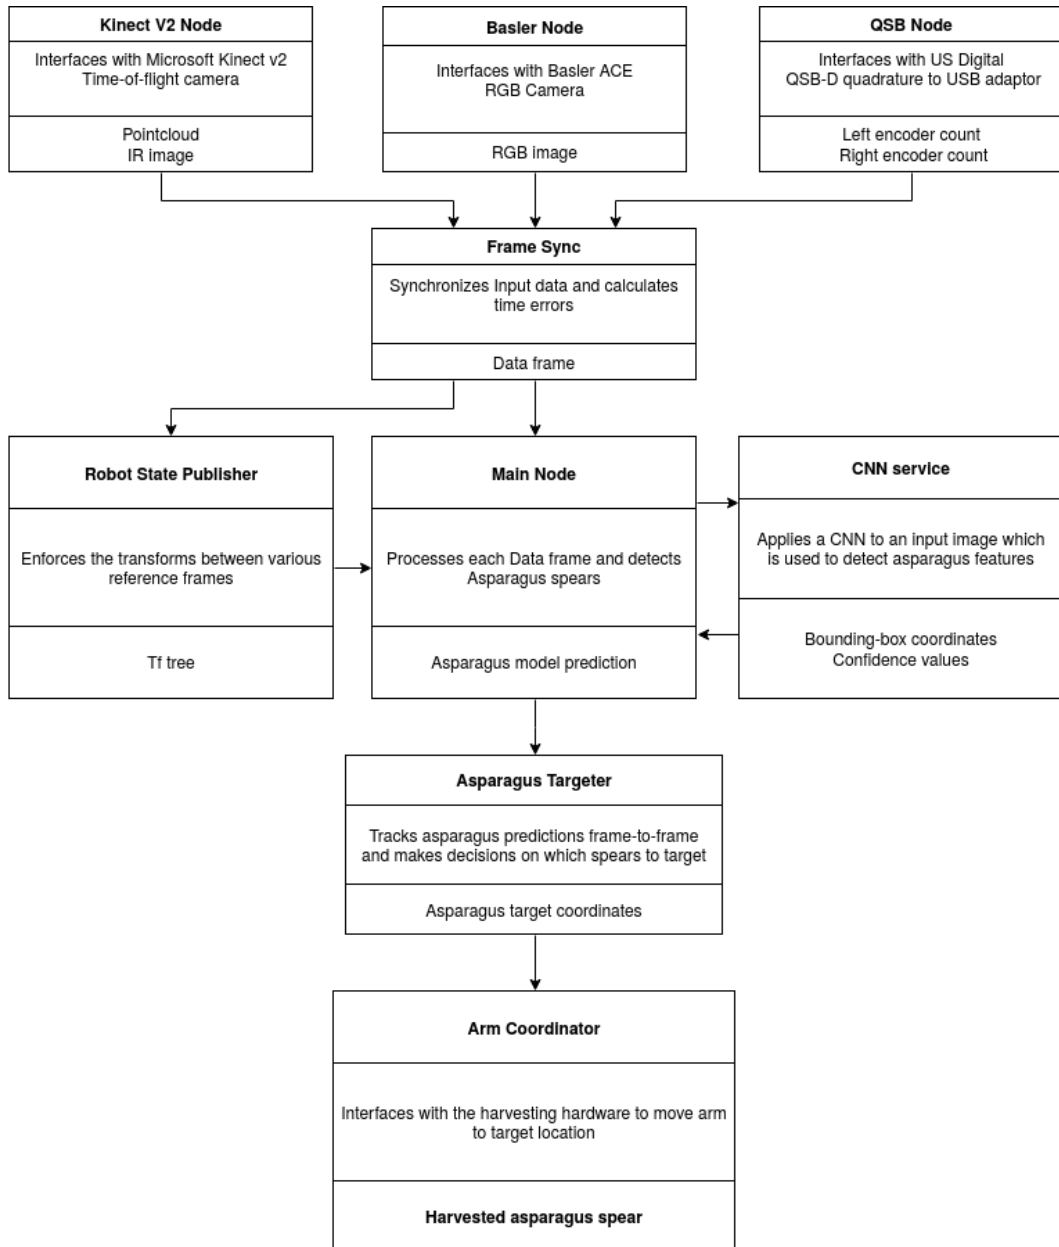 Kinect V2 Node
Interfaces with Microsoft Kinect v2
Time-of-flight camera
Pointcloud
IR image
Basler Node
Interfaces with Basler ACE
RGB Camera
RGB image
QSB Node
Interfaces with US Digital
QSB-D quadrature to USB adaptor
Left encoder count
Right encoder count
Frame Sync
Synchronizes Input data and calculates
time errors
Data frame
Robot State Publisher
Enforces the transforms between various
reference frames
Tf tree
Main Node
Processes each Data frame and detects
Asparagus spears
Asparagus model prediction
CNN service
Applies a CNN to an input image which
is used to detect asparagus features
Bounding-box coordinates
Confidence values
Asparagus Targeter
Tracks asparagus predictions frame-to-frame
and makes decisions on which spears to target
Asparagus target coordinates
Arm Coordinator
Interfaces with the harvesting hardware to move arm
to target location
Harvested asparagus spear